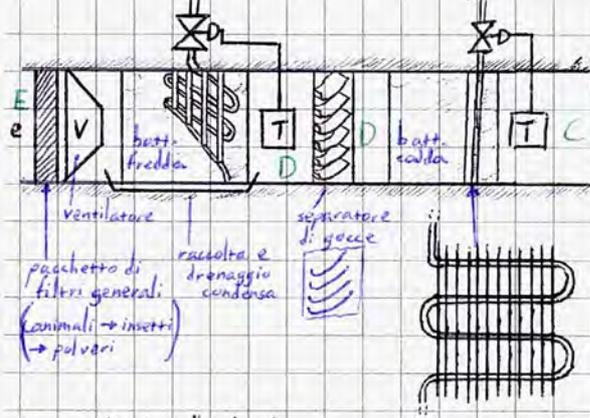 E
e
V
batt.
fredda
T
D
D
batt.
calda
T
C
ventilatore
pacchetto di
filtri generali
(animali → insetti)
→ polveri
raccolta e
drenaggio
condensa
separatore
di gocce